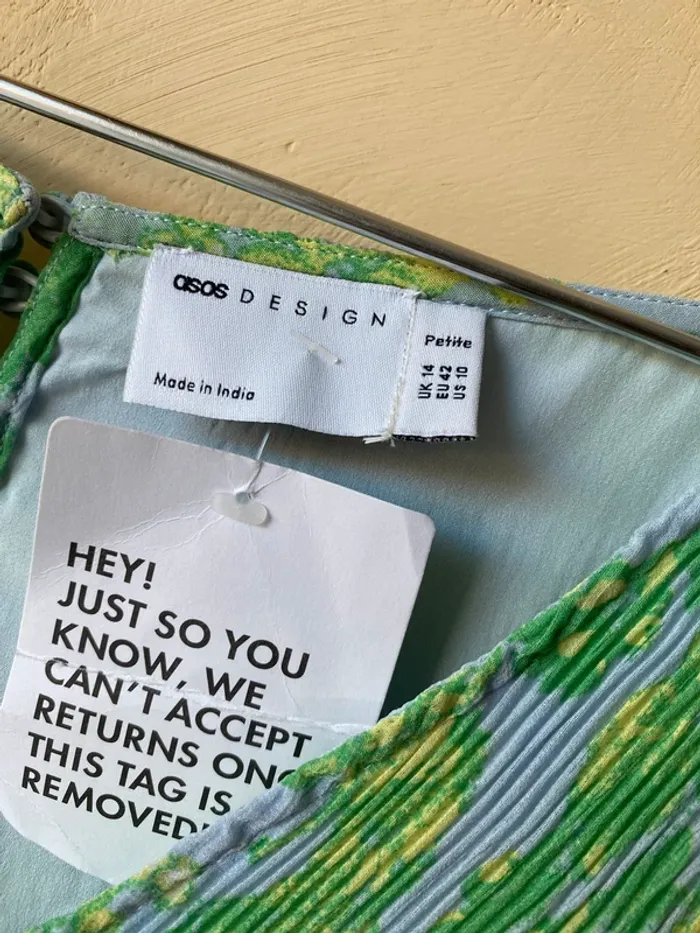 asos DESIGN
Made in India
Petite
UK 14
EU 42
US 10
HEY!
JUST SO YOU
KNOW, WE
CAN'T ACCEPT
RETURNS
THIS TAG IS
REMOVED